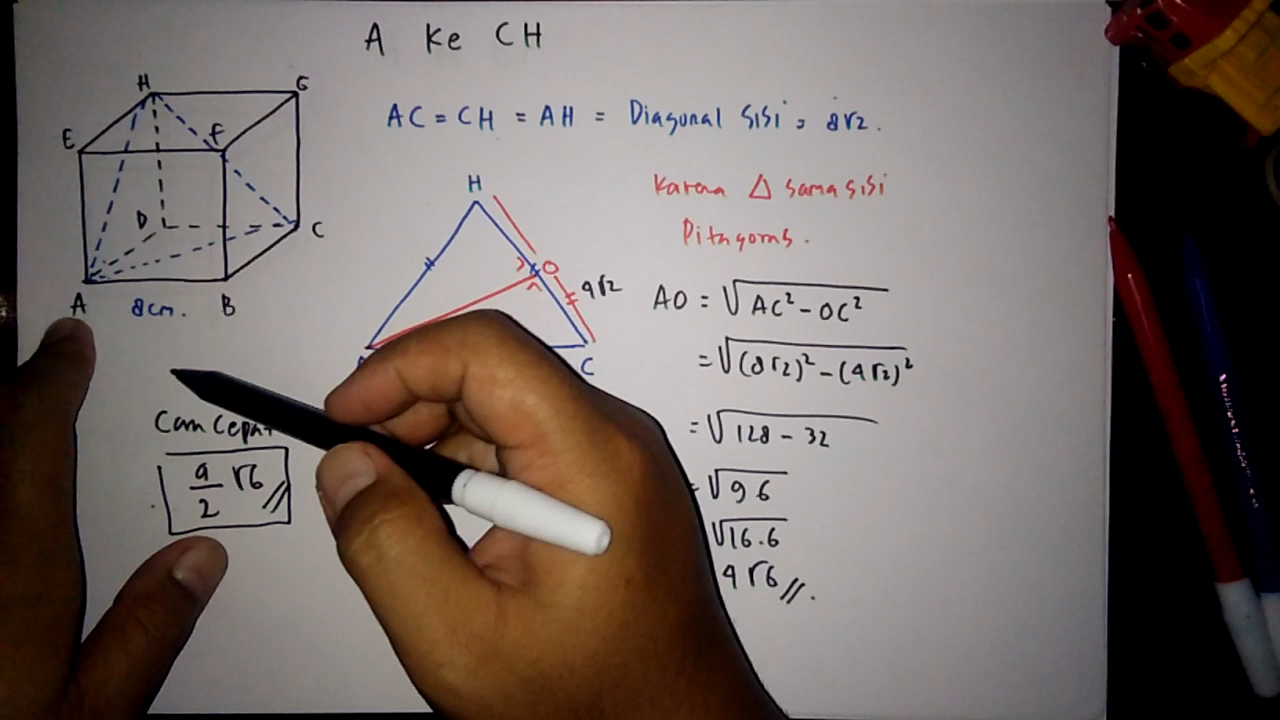 A Ke CH
AC = CH = AH = Diagonal Sisi = 8√2.
H G
E F
D C
A 8cm. B
H
O
4√2
C
Karena △ sama sisi
Pitagoras.
AO = √AC² - OC²
= √(8√2)² - (4√2)²
= √128 - 32
= √96
√16.6
4√6 //.
Cara Cepat
a/2 √6 //